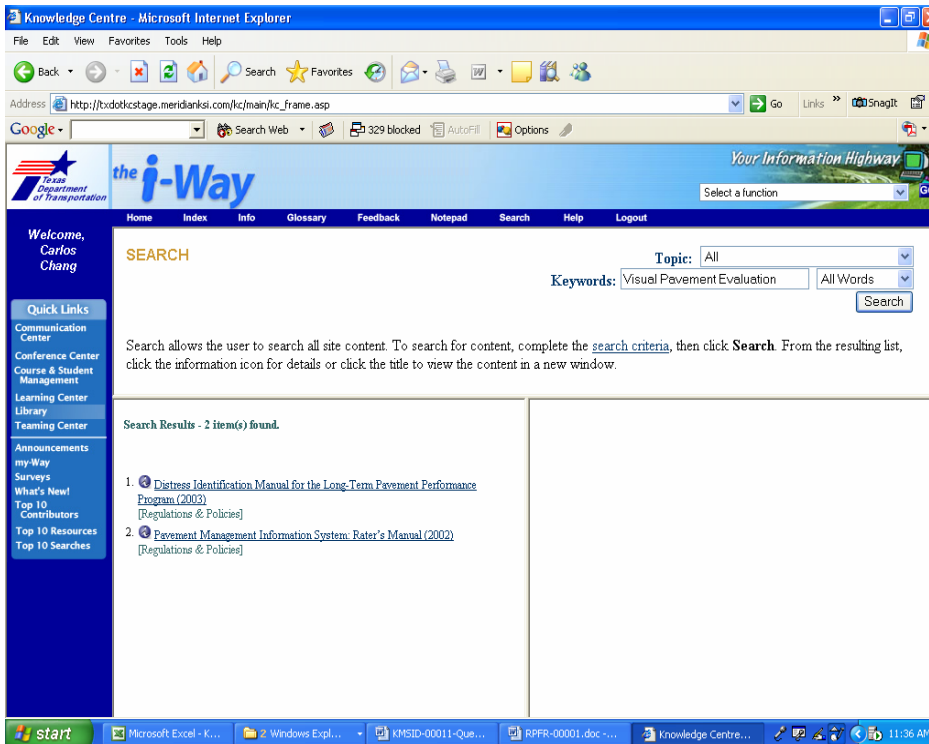 Knowledge Centre - Microsoft Internet Explorer
File Edit View Favorites Tools Help
Back Search Favorites
Address http://txdotkcstage.meridianksi.com/kc/main/kc_frame.asp Go Links » SnagIt
Google Search Web 329 blocked AutoFill Options
Texas
Department
of Transportation
the i-Way
Your Information Highway
Select a function
Home Index Info Glossary Feedback Notepad Search Help Logout
Welcome,
Carlos
Chang
Quick Links
Communication
Center
Conference Center
Course & Student
Management
Learning Center
Library
Teaming Center
Announcements
my-Way
Surveys
What's New!
Top 10
Contributors
Top 10 Resources
Top 10 Searches
SEARCH
Topic: All
Keywords: Visual Pavement Evaluation All Words
Search
Search allows the user to search all site content. To search for content, complete the search criteria, then click Search. From the resulting list,
click the information icon for details or click the title to view the content in a new window.
Search Results - 2 item(s) found.
1. Distress Identification Manual for the Long-Term Pavement Performance
Program (2003)
[Regulations & Policies]
2. Pavement Management Information System: Rater's Manual (2002)
[Regulations & Policies]
start Microsoft Excel - K... 2 Windows Expl... KMSID-00011-Que... RPFR-00001.doc -... Knowledge Centre... 11:36 AM